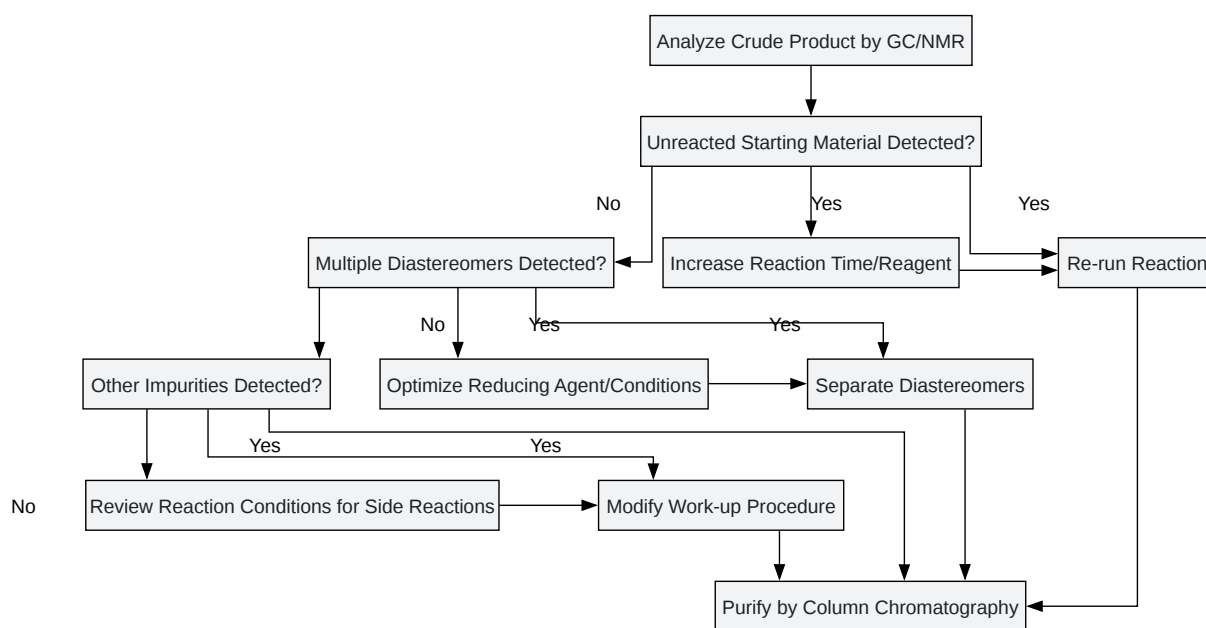 Analyze Crude Product by GC/NMR
Unreacted Starting Material Detected?
No
Yes
Yes
Multiple Diastereomers Detected?
Increase Reaction Time/Reagent
Re-run Reaction
No
Yes
Yes
Other Impurities Detected?
Optimize Reducing Agent/Conditions
Separate Diastereomers
Yes
Yes
No
Review Reaction Conditions for Side Reactions
Modify Work-up Procedure
Purify by Column Chromatography